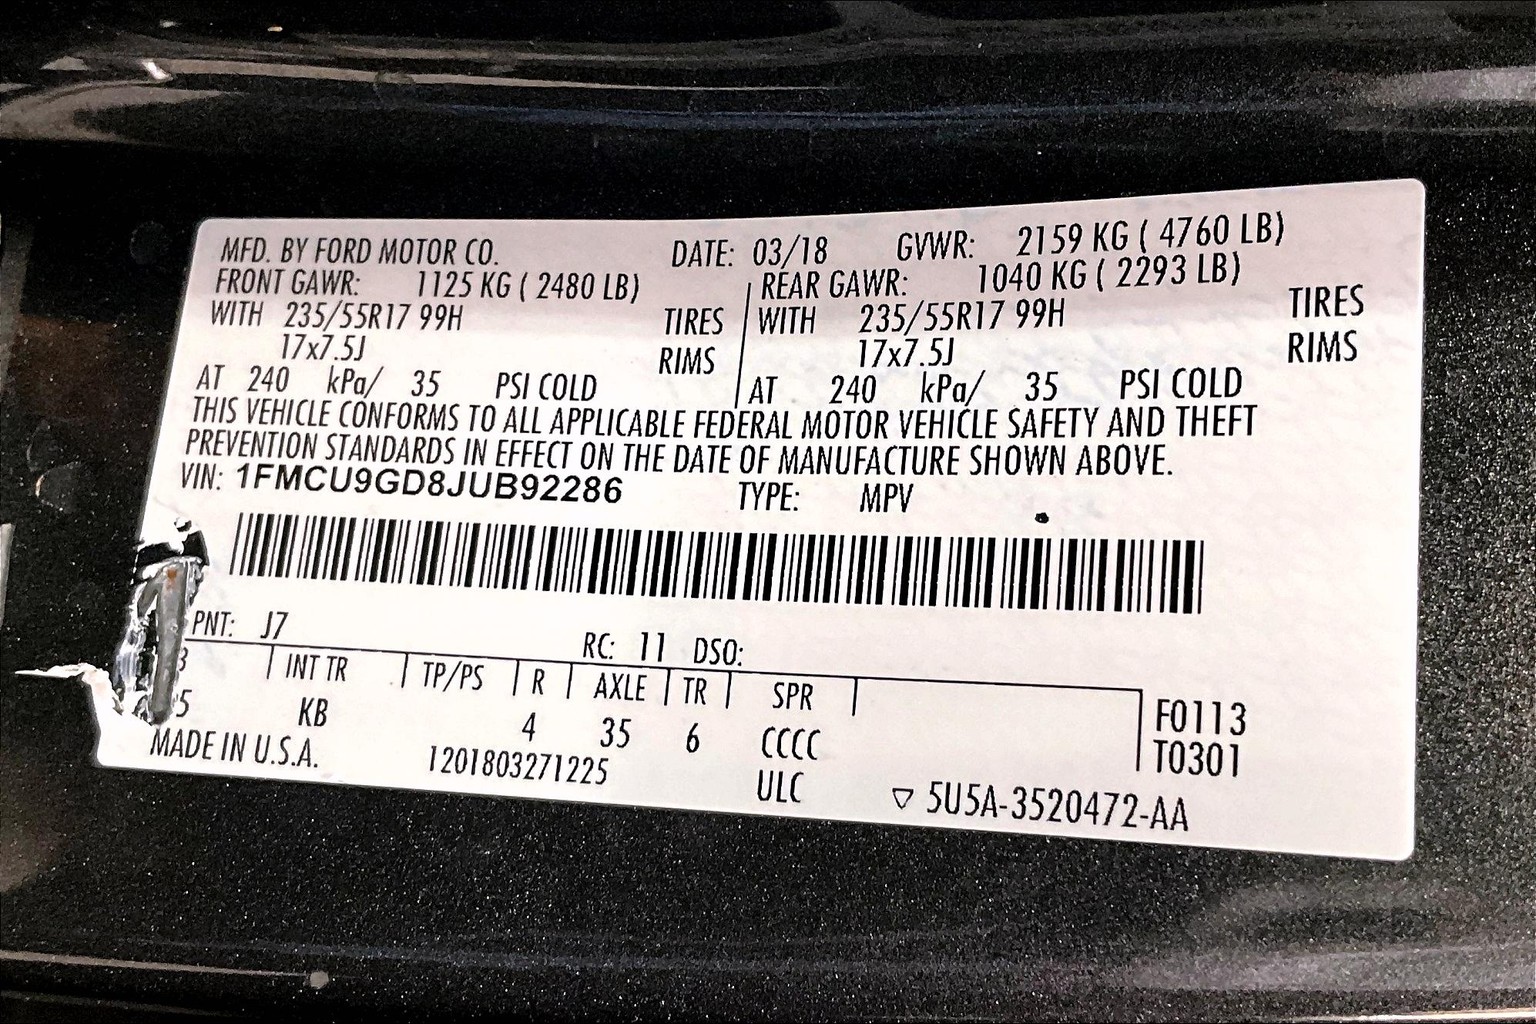 MFD. BY FORD MOTOR CO. DATE: 03/18 GVWR: 2159 KG ( 4760 LB)
FRONT GAWR: 1125 KG ( 2480 LB) REAR GAWR: 1040 KG ( 2293 LB)
WITH 235/55R17 99H TIRES WITH 235/55R17 99H TIRES
17x7.5J RIMS 17x7.5J RIMS
AT 240 kPa/ 35 PSI COLD AT 240 kPa/ 35 PSI COLD
THIS VEHICLE CONFORMS TO ALL APPLICABLE FEDERAL MOTOR VEHICLE SAFETY AND THEFT
PREVENTION STANDARDS IN EFFECT ON THE DATE OF MANUFACTURE SHOWN ABOVE.
VIN: 1FMCU9GD8JUB92286 TYPE: MPV
PNT: J7 RC: 11 DSO:
INT TR TP/PS R AXLE TR SPR F0113
KB 4 35 6 CCCC T0301
MADE IN U.S.A. 1201803271225 ULC ▽ 5U5A-3520472-AA